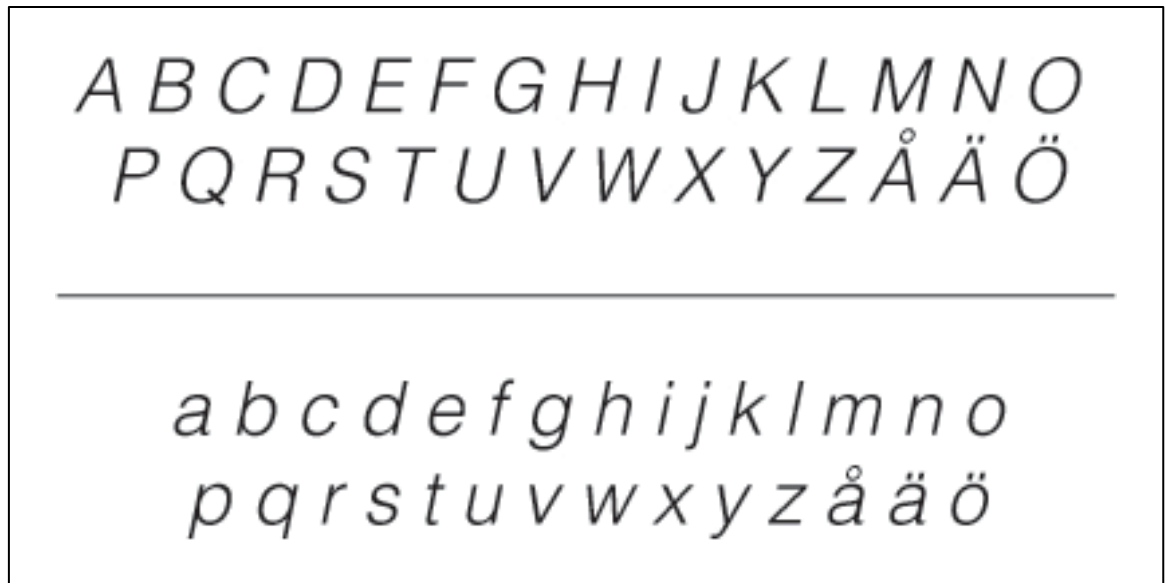 A B C D E F G H I J K L M N O
P Q R S T U V W X Y Z Å Ä Ö
a b c d e f g h i j k l m n o
p q r s t u v w x y z å ä ö